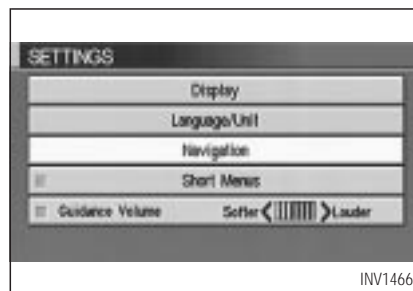 SETTINGS
Display
Language/Unit
Navigation
Short Menus
Guidance Volume Softer Louder
INV1466